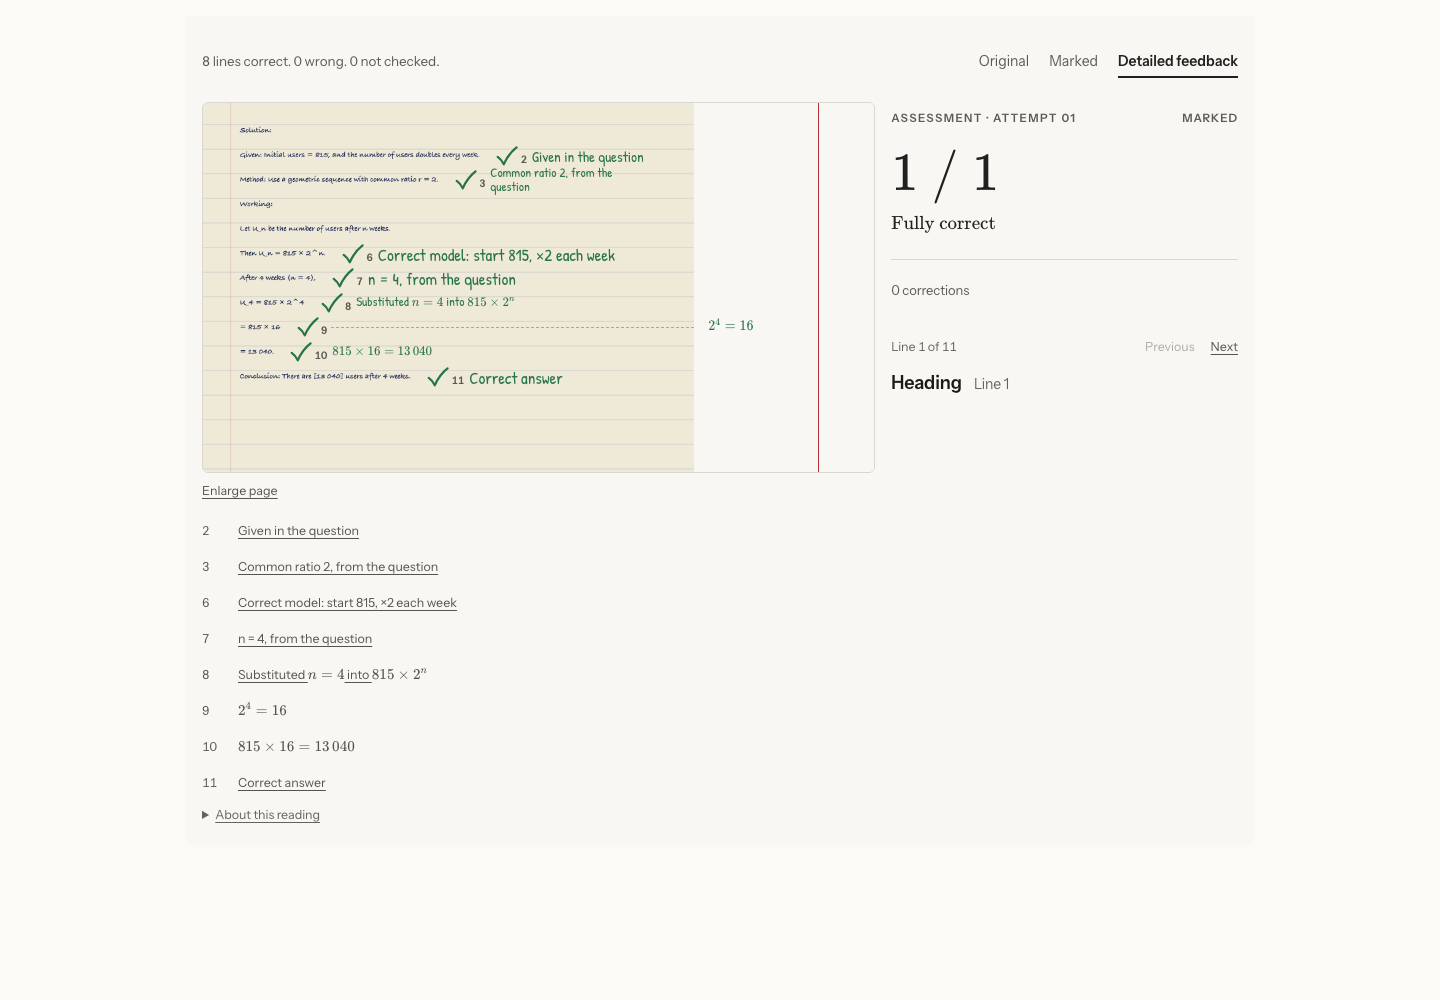 8 lines correct. 0 wrong. 0 not checked.
Original Marked Detailed feedback
Solution:
Given: Initial users = 815, and the number of users doubles every week.
2 Given in the question
Method: Use a geometric sequence with common ratio r = 2.
3 Common ratio 2, from the
question
Working:
Let U_n be the number of users after n weeks.
Then U_n = 815 × 2^n.
6 Correct model: start 815, ×2 each week
After 4 weeks (n = 4),
7 n = 4, from the question
U_4 = 815 × 2^4
8 Substituted n = 4 into 815 × 2ⁿ
= 815 × 16
9 2⁴ = 16
= 13 040.
10 815 × 16 = 13 040
Conclusion: There are [13 040] users after 4 weeks.
11 Correct answer
Enlarge page
2 Given in the question
3 Common ratio 2, from the question
6 Correct model: start 815, ×2 each week
7 n = 4, from the question
8 Substituted n = 4 into 815 × 2ⁿ
9 2⁴ = 16
10 815 × 16 = 13 040
11 Correct answer
About this reading
ASSESSMENT · ATTEMPT 01 MARKED
1 / 1
Fully correct
0 corrections
Line 1 of 11 Previous Next
Heading Line 1